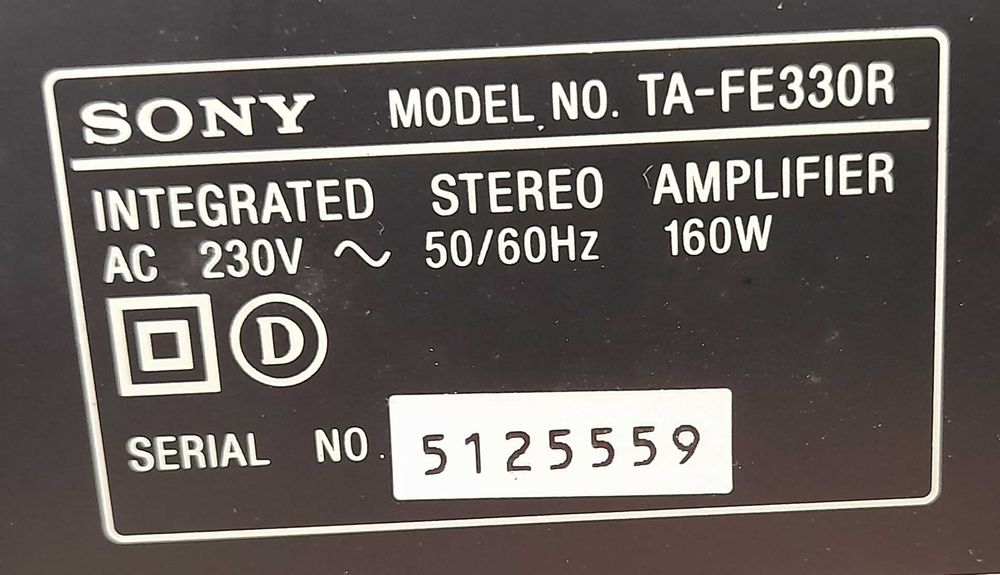 SONY MODEL NO. TA-FE330R
INTEGRATED STEREO AMPLIFIER
AC 230V ~ 50/60Hz 160W
D
SERIAL NO. 5125559